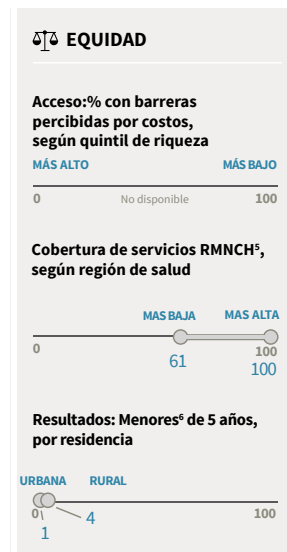 EQUIDAD
Acceso:% con barreras
percibidas por costos,
según quintil de riqueza
MÁS ALTO MÁS BAJO
0 No disponible 100
Cobertura de servicios RMNCH⁵,
según región de salud
MAS BAJA MAS ALTA
0 100
61 100
Resultados: Menores⁶ de 5 años,
por residencia
URBANA RURAL
0 100
1 4